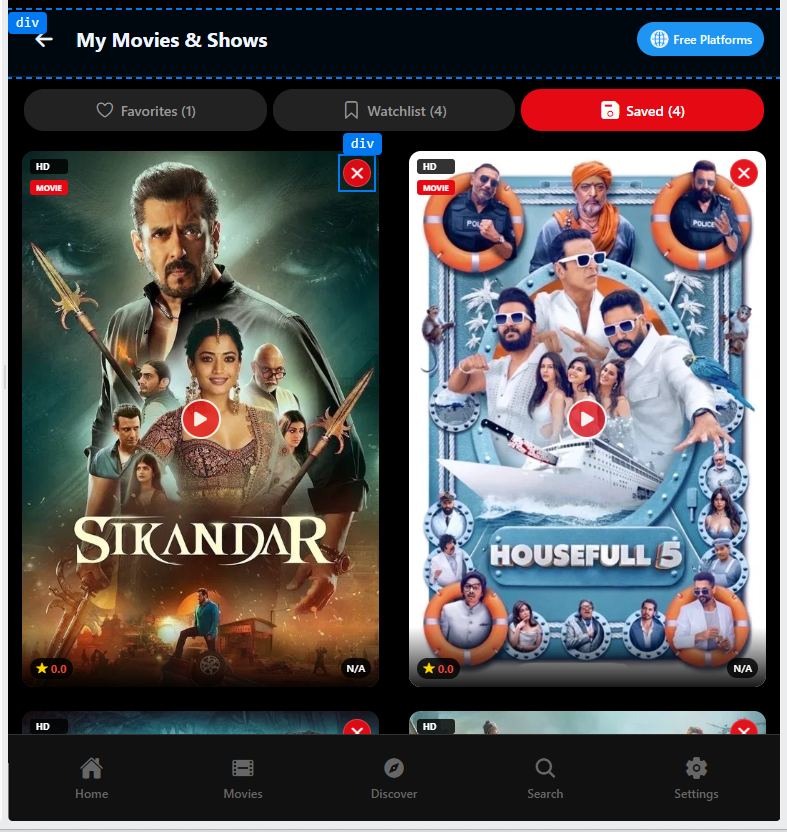 div
My Movies & Shows
Free Platforms
Favorites (1)
Watchlist (4)
Saved (4)
div
HD
MOVIE
SIKANDAR
0.0
N/A
HD
MOVIE
POLI
POLICE
HOUSEFULL 5
0.0
N/A
HD
HD
Home
Movies
Discover
Search
Settings